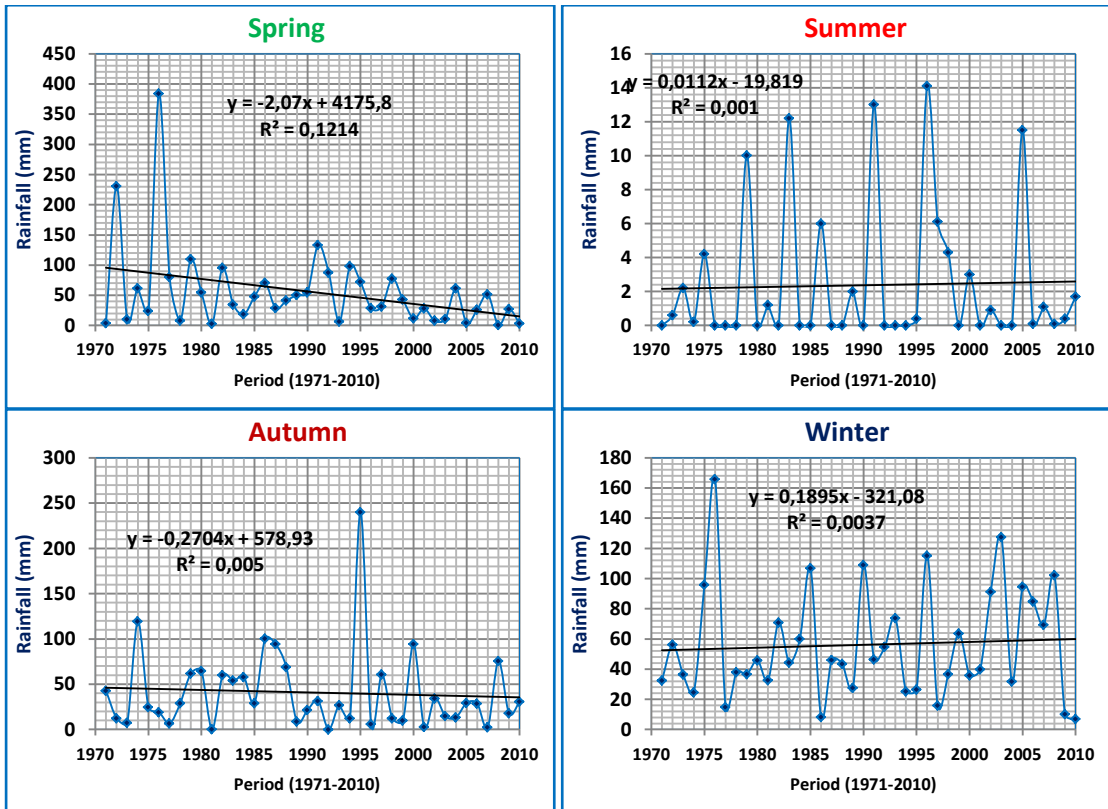 Spring
450
400
350
300
250
200
150
100
50
0
Rainfall (mm)
y = -2,07x + 4175,8
R² = 0,1214
1970 1975 1980 1985 1990 1995 2000 2005 2010
Period (1971-2010)
Summer
16
14
12
10
8
6
4
2
0
Rainfall (mm)
y = 0,0112x - 19,819
R² = 0,001
1970 1975 1980 1985 1990 1995 2000 2005 2010
Period (1971-2010)
Autumn
300
250
200
150
100
50
0
Rainfall (mm)
y = -0,2704x + 578,93
R² = 0,005
1970 1975 1980 1985 1990 1995 2000 2005 2010
Period (1971-2010)
Winter
180
160
140
120
100
80
60
40
20
0
Rainfall (mm)
y = 0,1895x - 321,08
R² = 0,0037
1970 1975 1980 1985 1990 1995 2000 2005 2010
Period (1971-2010)